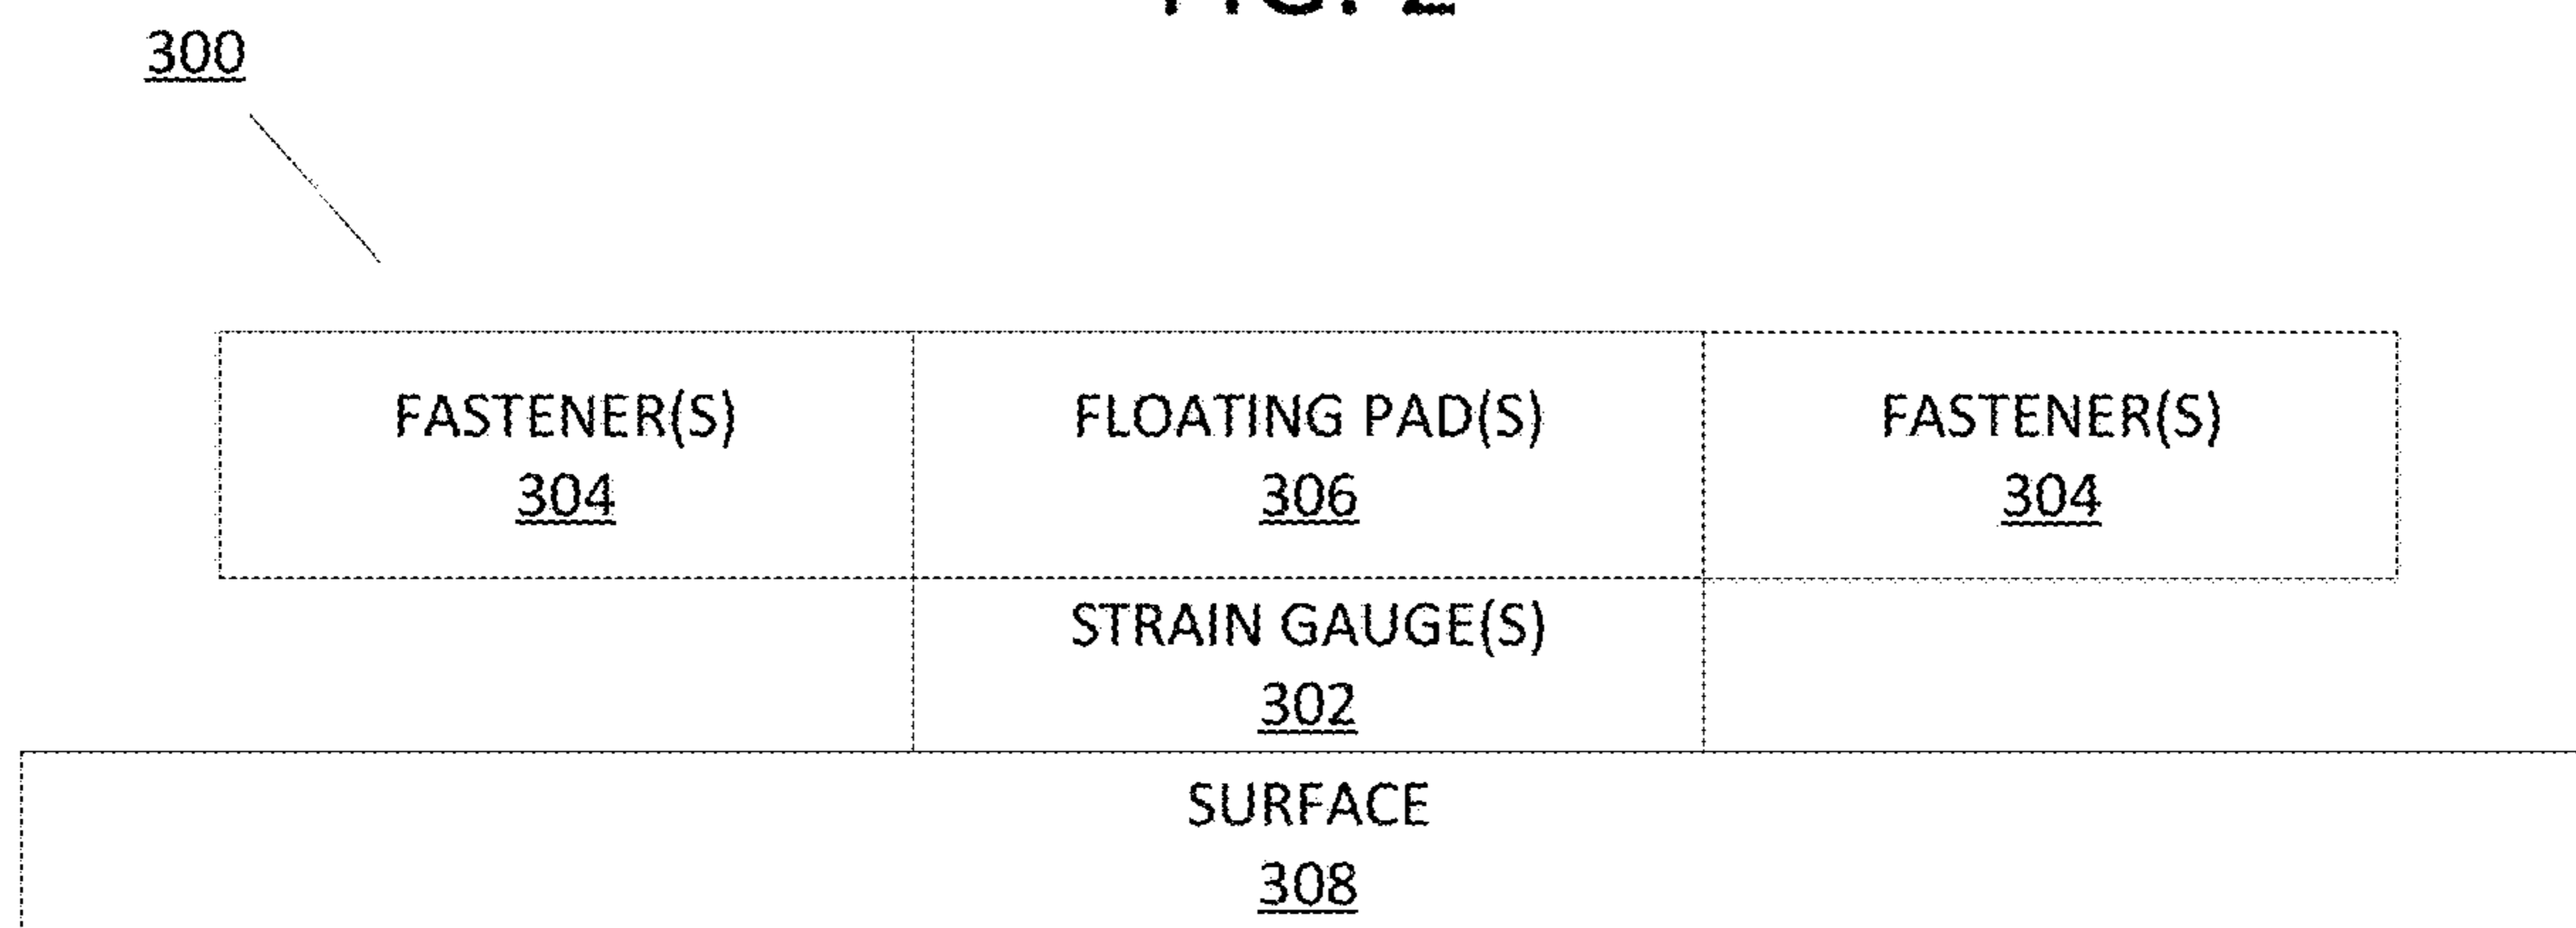 300
FASTENER(S)
304
FLOATING PAD(S)
306
FASTENER(S)
304
STRAIN GAUGE(S)
302
SURFACE
308